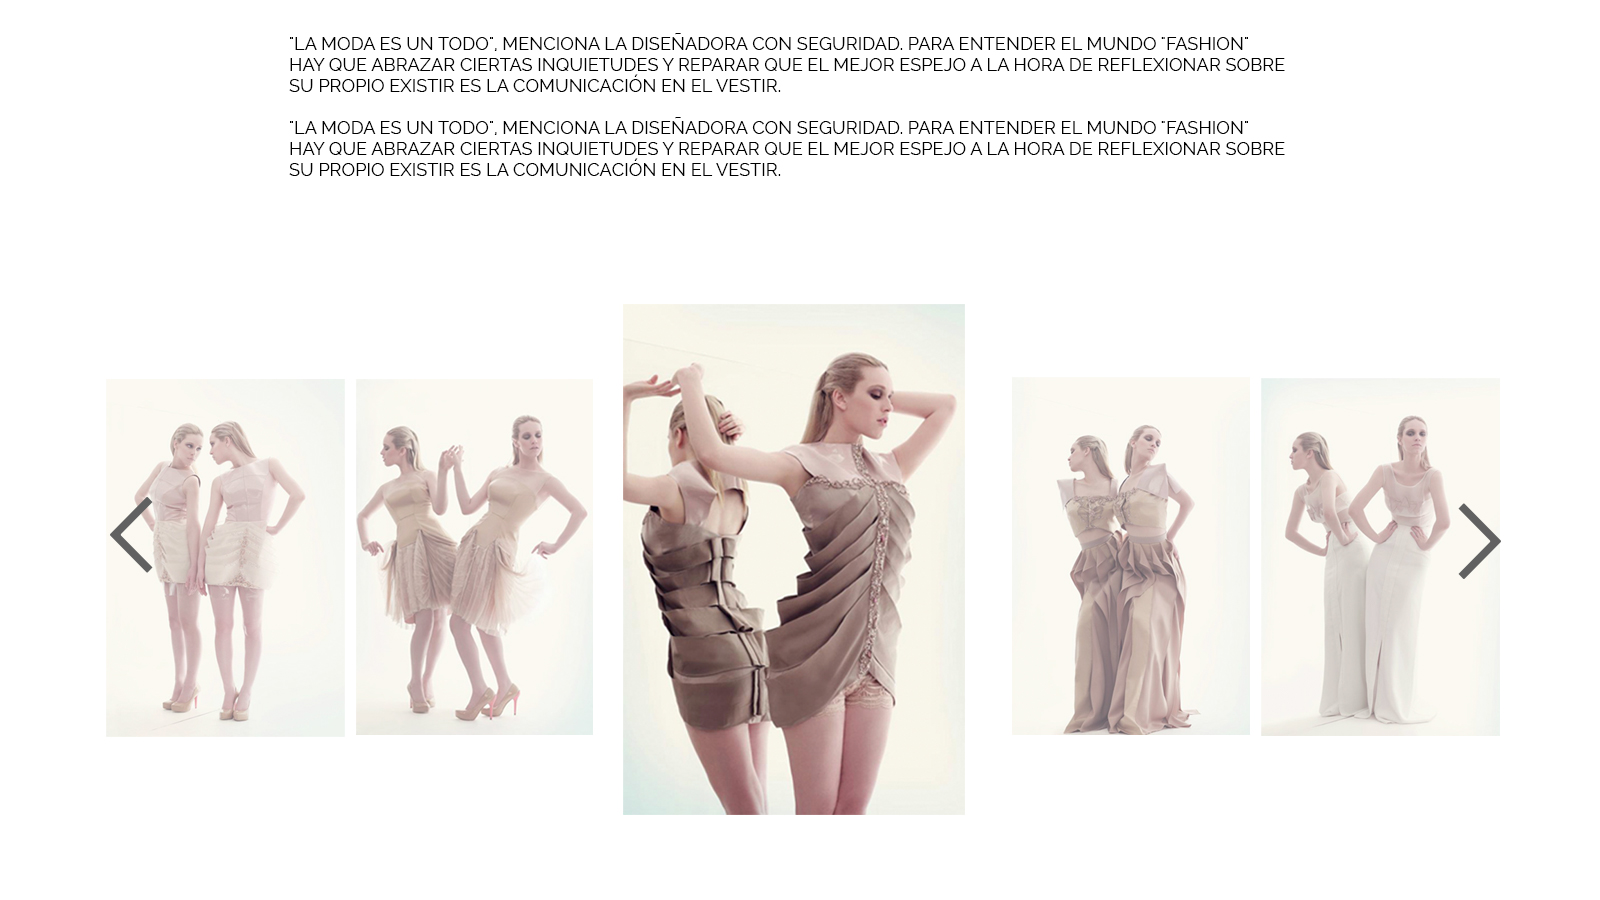 "LA MODA ES UN TODO", MENCIONA LA DISEÑADORA CON SEGURIDAD. PARA ENTENDER EL MUNDO "FASHION"
HAY QUE ABRAZAR CIERTAS INQUIETUDES Y REPARAR QUE EL MEJOR ESPEJO A LA HORA DE REFLEXIONAR SOBRE
SU PROPIO EXISTIR ES LA COMUNICACIÓN EN EL VESTIR.
"LA MODA ES UN TODO", MENCIONA LA DISEÑADORA CON SEGURIDAD. PARA ENTENDER EL MUNDO "FASHION"
HAY QUE ABRAZAR CIERTAS INQUIETUDES Y REPARAR QUE EL MEJOR ESPEJO A LA HORA DE REFLEXIONAR SOBRE
SU PROPIO EXISTIR ES LA COMUNICACIÓN EN EL VESTIR.